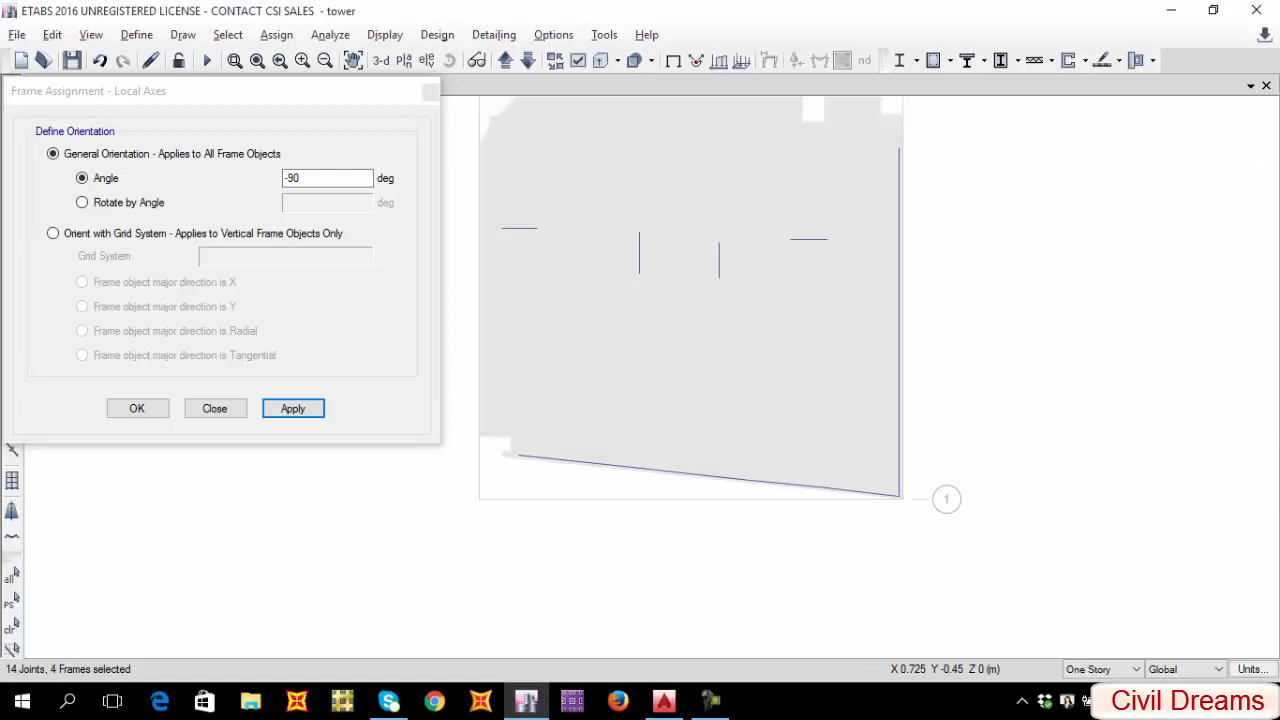 ETABS 2016 UNREGISTERED LICENSE - CONTACT CSI SALES - tower
File Edit View Define Draw Select Assign Analyze Display Design Detailing Options Tools Help
3-d nd
Frame Assignment - Local Axes
Define Orientation
General Orientation - Applies to All Frame Objects
Angle -90 deg
Rotate by Angle deg
Orient with Grid System - Applies to Vertical Frame Objects Only
Grid System
Frame object major direction is X
Frame object major direction is Y
Frame object major direction is Radial
Frame object major direction is Tangential
OK Close Apply
1
all
PS
clr
14 Joints, 4 Frames selected X 0.725 Y -0.45 Z 0 (m) One Story Global Units...
Civil Dreams